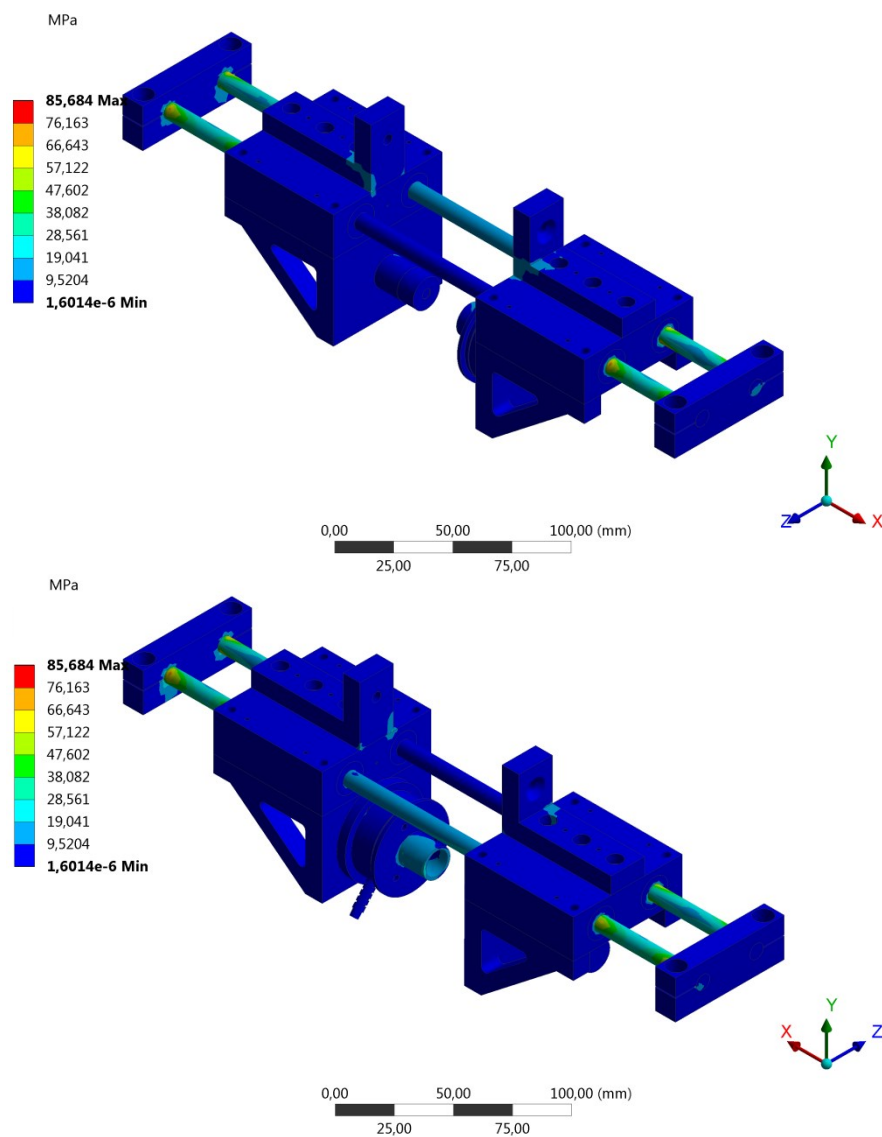 MPa
85,684 Max
76,163
66,643
57,122
47,602
38,082
28,561
19,041
9,5204
1,6014e-6 Min
Y
Z
X
0,00 50,00 100,00 (mm)
25,00 75,00
MPa
85,684 Max
76,163
66,643
57,122
47,602
38,082
28,561
19,041
9,5204
1,6014e-6 Min
Y
X
Z
0,00 50,00 100,00 (mm)
25,00 75,00